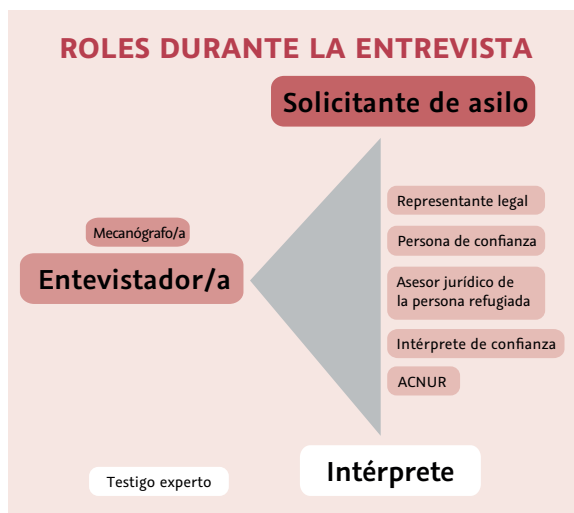 ROLES DURANTE LA ENTREVISTA
Solicitante de asilo
Mecanógrafo/a
Entevistador/a
Representante legal
Persona de confianza
Asesor jurídico de
la persona refugiada
Intérprete de confianza
ACNUR
Intérprete
Testigo experto